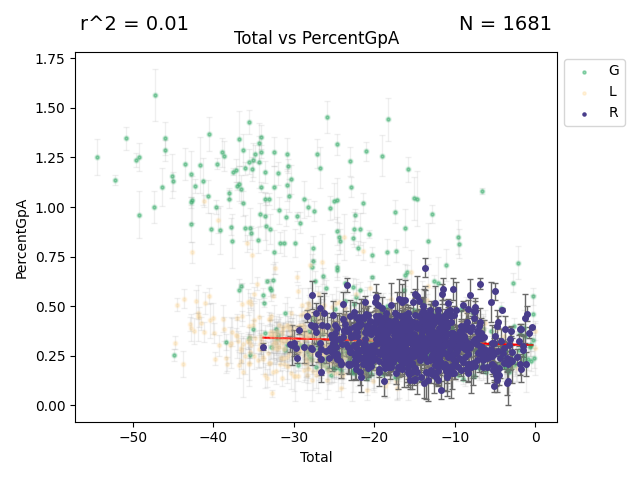 r^2 = 0.01 N = 1681
Total vs PercentGpA
1.75
1.50
1.25
1.00
0.75
0.50
0.25
0.00
PercentGpA
−50 −40 −30 −20 −10 0
Total
G
L
R